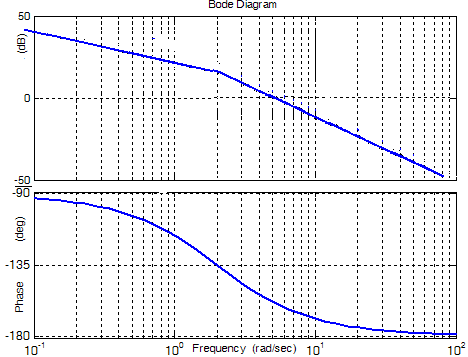 Bode Diagram
50
(dB)
0
-50
-90
(deg)
-135
Phase
-180
10^-1
10^0
10^1
10^2
Frequency (rad/sec)